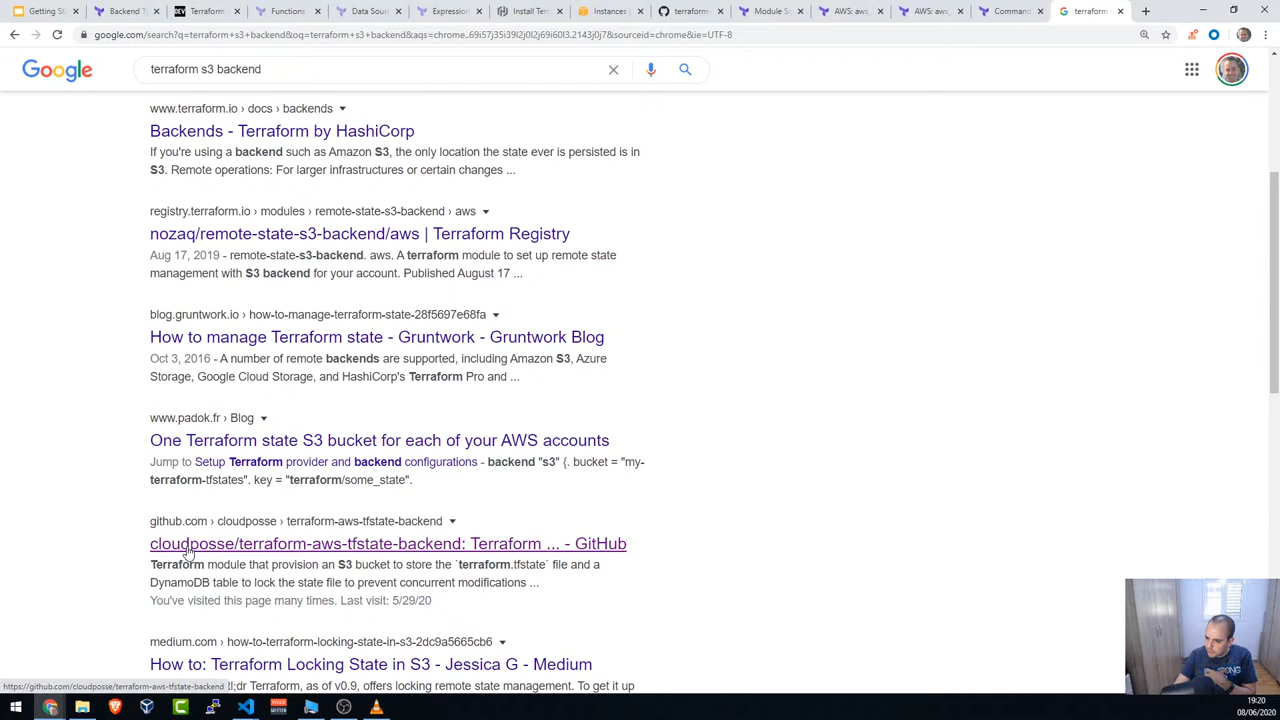 Getting S
Backend T
Terraform
Functions
Data Sour
Expression
Install Terr
Instances
terraform-
Module So
AWS: aws_
AWS: aws_
Command
terraform
google.com/search?q=terraform+s3+backend&oq=terraform+s3+backend&aqs=chrome..69i57j35i39l2j0l2j69i60l3.2143j0j7&sourceid=chrome&ie=UTF-8
Google
terraform s3 backend
www.terraform.io › docs › backends
Backends - Terraform by HashiCorp
If you're using a backend such as Amazon S3, the only location the state ever is persisted is in
S3. Remote operations: For larger infrastructures or certain changes ...
registry.terraform.io › modules › remote-state-s3-backend › aws
nozaq/remote-state-s3-backend/aws | Terraform Registry
Aug 17, 2019 - remote-state-s3-backend. aws. A terraform module to set up remote state
management with S3 backend for your account. Published August 17 ...
blog.gruntwork.io › how-to-manage-terraform-state-28f5697e68fa
How to manage Terraform state - Gruntwork - Gruntwork Blog
Oct 3, 2016 - A number of remote backends are supported, including Amazon S3, Azure
Storage, Google Cloud Storage, and HashiCorp's Terraform Pro and ...
www.padok.fr › Blog
One Terraform state S3 bucket for each of your AWS accounts
Jump to Setup Terraform provider and backend configurations - backend "s3" {. bucket = "my-
terraform-tfstates". key = "terraform/some_state".
github.com › cloudposse › terraform-aws-tfstate-backend
cloudposse/terraform-aws-tfstate-backend: Terraform ... - GitHub
Terraform module that provision an S3 bucket to store the `terraform.tfstate` file and a
DynamoDB table to lock the state file to prevent concurrent modifications ...
You've visited this page many times. Last visit: 5/29/20
medium.com › how-to-terraform-locking-state-in-s3-2dc9a5665cb6
How to: Terraform Locking State in S3 - Jessica G - Medium
tl;dr Terraform, as of v0.9, offers locking remote state management. To get it up
https://github.com/cloudposse/terraform-aws-tfstate-backend
19:20
08/06/2020